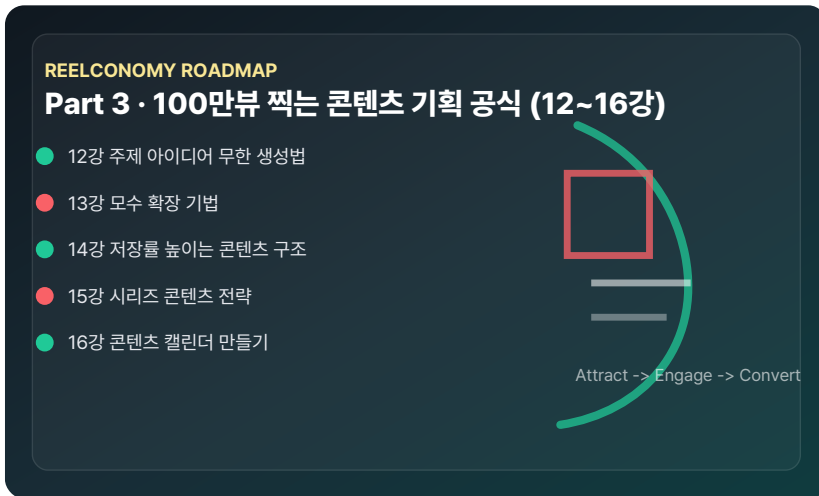 REELCONOMY ROADMAP
Part 3 · 100만뷰 찍는 콘텐츠 기획 공식 (12~16강)
12강 주제 아이디어 무한 생성법
13강 모수 확장 기법
14강 저장률 높이는 콘텐츠 구조
15강 시리즈 콘텐츠 전략
16강 콘텐츠 캘린더 만들기
Attract -> Engage -> Convert